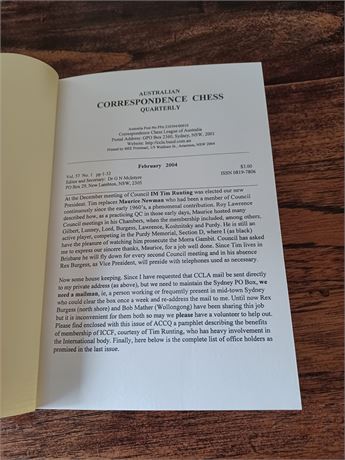 AUSTRALIAN
CORRESPONDENCE CHESS
QUARTERLY
Correspondence Chess League of Australia
Postal Address: GPO Box 2360, Sydney, NSW, 2001
February 2004
Vol. 57 No. 1 pp 1-32 $3.00
Editor and Secretary: Dr G N McIntyre ISSN 0819-7806
PO Box 29, New Lambton, NSW, 2305
At the December meeting of Council IM Tim Runting was elected our new
President. Tim replaces Maurice Newman who had been a member of Council
continuously since the early 1960's, a phenomenal contribution. Roy Lawrence
described how, as a practicing QC in those early days, Maurice hosted many
Council meetings in his Chambers, when the membership included, among others,
Gilbert, Lumsey, Lord, Burgess, Lawrence, Koshnitsky and Purdy. He is still an
active player, competing in the Purdy Memorial, Section D, where I (as black)
have the pleasure of watching him prosecute the Morra Gambit. Council has asked
me to express our sincere thanks, Maurice, for a job well done. Since Tim lives in
Brisbane he will fly down for every second Council meeting and in his absence
Rex Burgess, as Vice President, will preside with telephones used as necessary.
Now some house keeping. Since I have requested that CCLA mail be sent directly
to my private address (as above), but we need to maintain the Sydney PO Box, we
need a mailman, ie, a person working or frequently present in mid-town Sydney
who could clear the box once a week and re-address the mail to me. Until now Rex
Burgess (north shore) and Bob Mather (Wollongong) have been sharing this job
but it is inconvenient for them both so may we please have a volunteer to help out.
Please find enclosed with this issue of ACCQ a pamphlet describing the benefits
of membership of ICCF, courtesy of Tim Runting, who has heavy involvement in
the International body. Finally, here below is the complete list of office holders as
promised in the last issue.